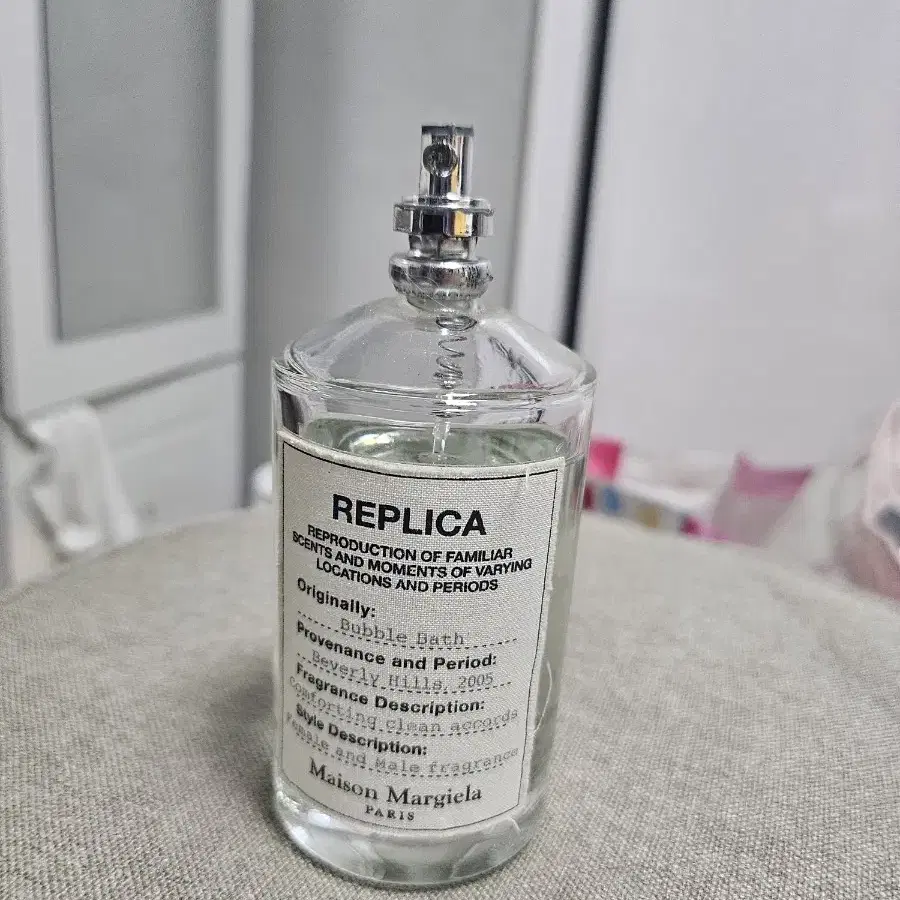 REPLICA
REPRODUCTION OF FAMILIAR
SCENTS AND MOMENTS OF VARYING
LOCATIONS AND PERIODS
Originally:
Bubble Bath
Provenance and Period:
Beverly Hills, 2005
Fragrance Description:
Comforting clean accords
Style Description:
Female and Male fragrance
Maison Margiela
PARIS